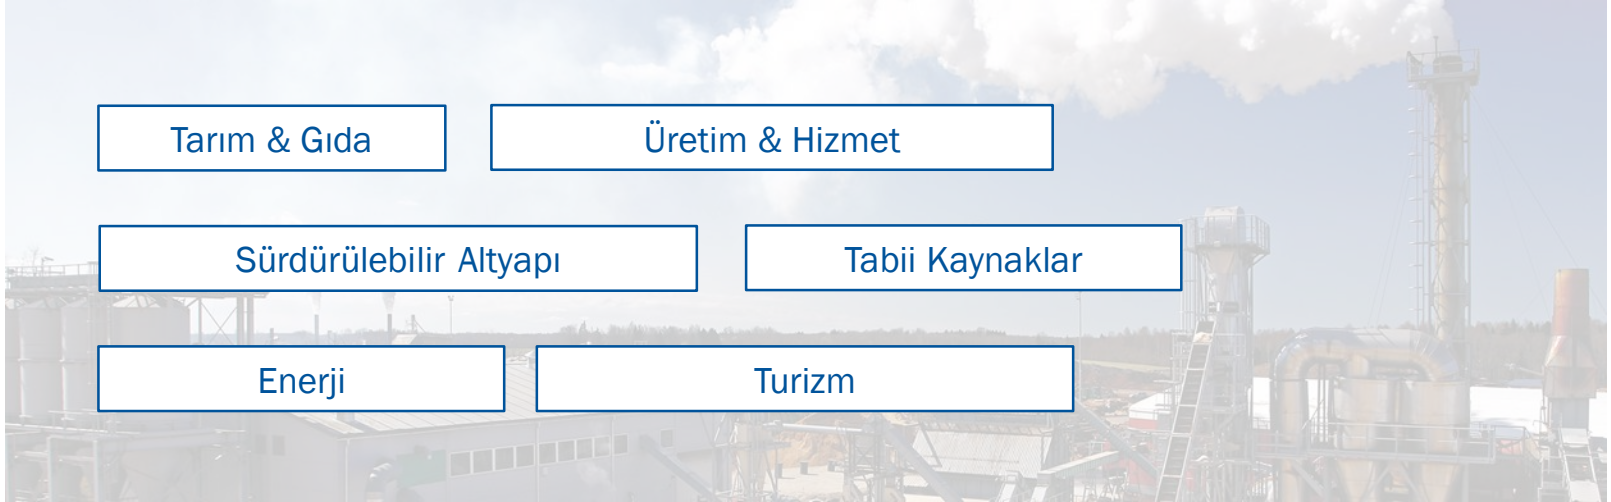 Tarım & Gıda
Üretim & Hizmet
Sürdürülebilir Altyapı
Tabii Kaynaklar
Enerji
Turizm